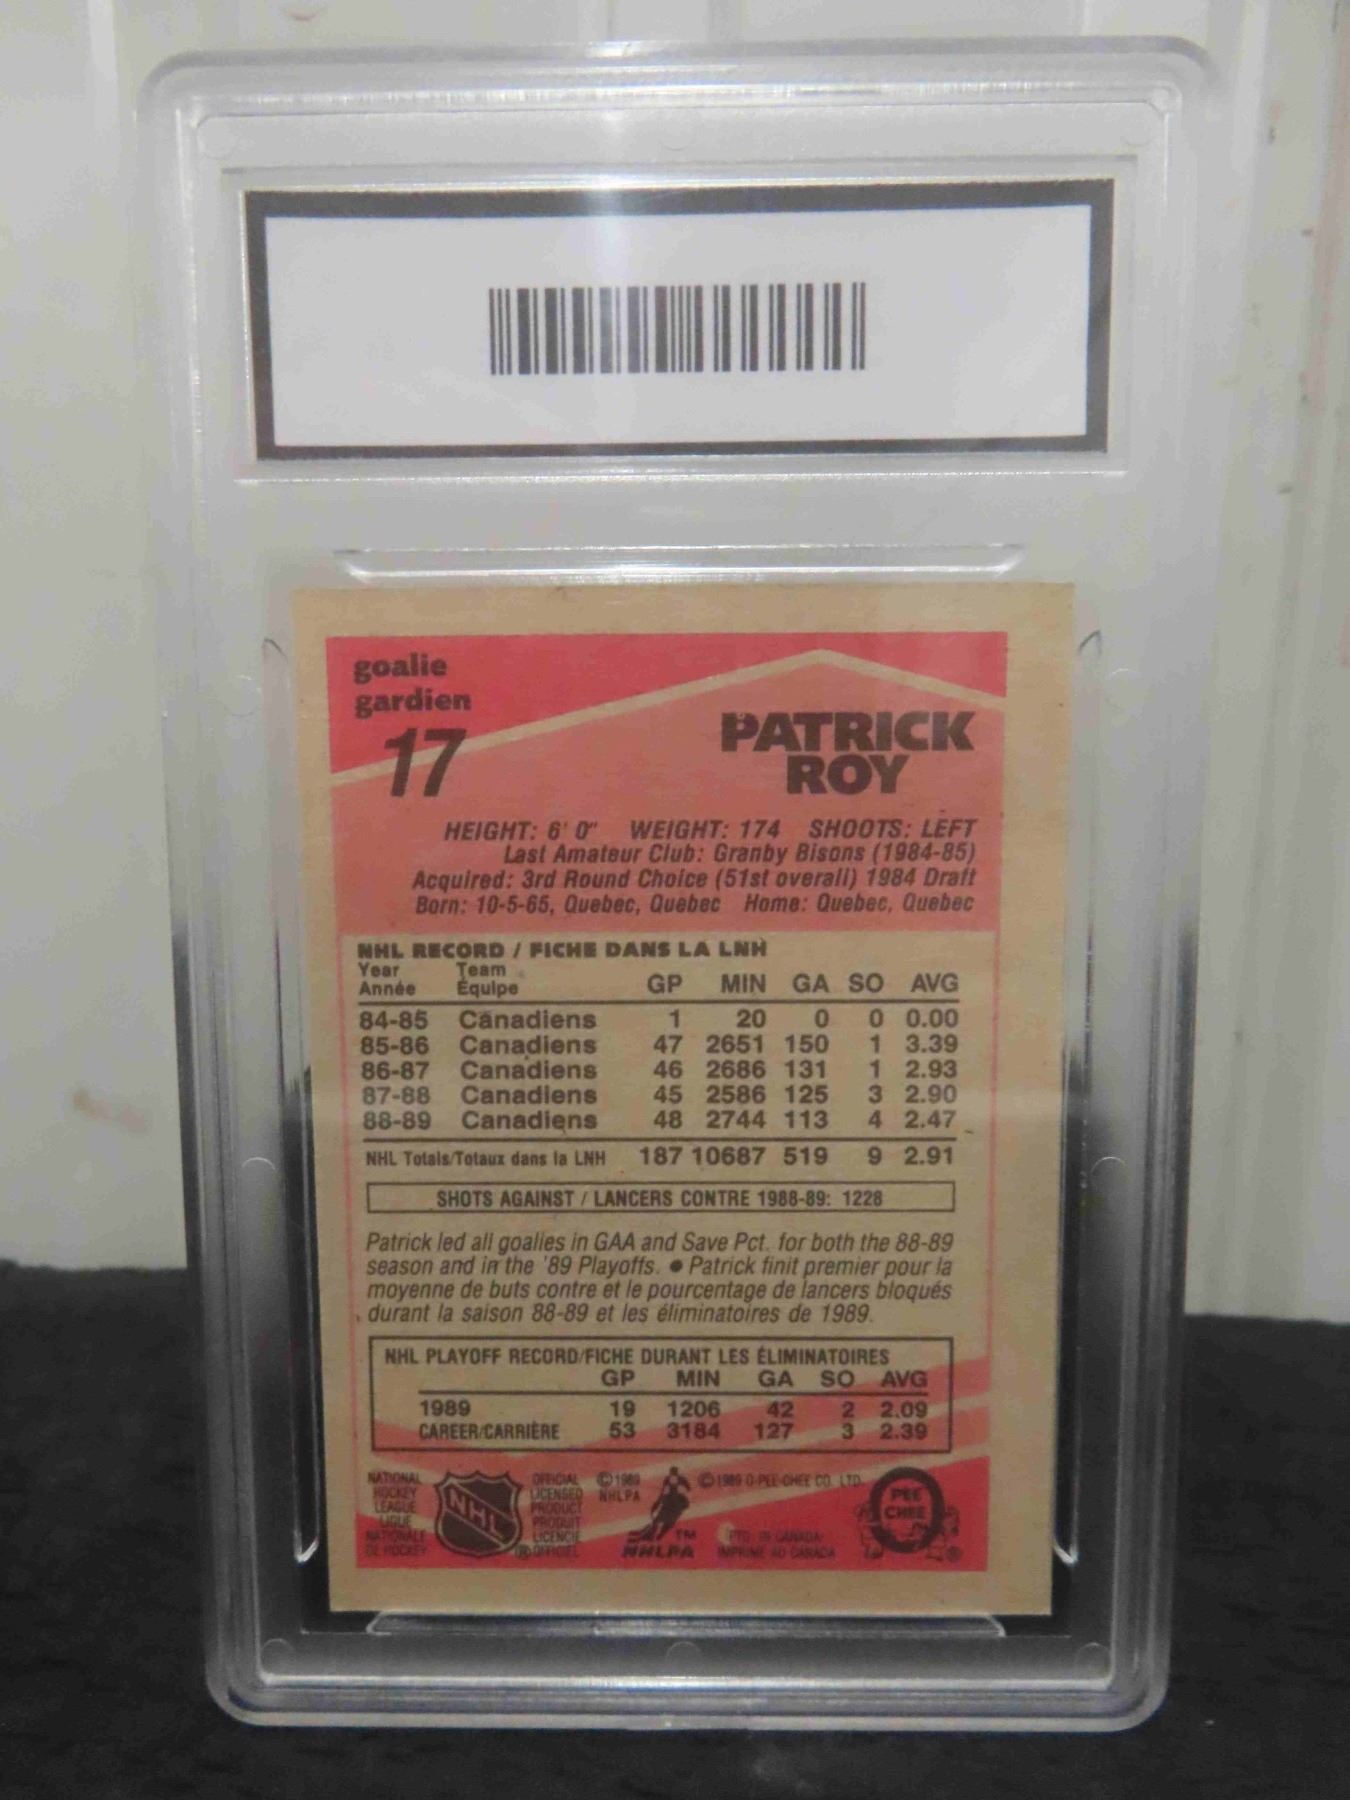 goalie
gardien
17
PATRICK
ROY
HEIGHT: 6' 0" WEIGHT: 174 SHOOTS: LEFT
Last Amateur Club: Granby Bisons (1984-85)
Acquired: 3rd Round Choice (51st overall) 1984 Draft
Born: 10-5-65, Quebec, Quebec Home: Quebec, Quebec
NHL RECORD / FICHE DANS LA LNH
Year Team
Année Équipe GP MIN GA SO AVG
84-85 Canadiens 1 20 0 0 0.00
85-86 Canadiens 47 2651 150 1 3.39
86-87 Canadiens 46 2686 131 1 2.93
87-88 Canadiens 45 2586 125 3 2.90
88-89 Canadiens 48 2744 113 4 2.47
NHL Totals/Totaux dans la LNH 187 10687 519 9 2.91
SHOTS AGAINST / LANCERS CONTRE 1988-89: 1228
Patrick led all goalies in GAA and Save Pct. for both the 88-89
season and in the '89 Playoffs. ● Patrick finit premier pour la
moyenne de buts contre et le pourcentage de lancers bloqués
durant la saison 88-89 et les éliminatoires de 1989.
NHL PLAYOFF RECORD/FICHE DURANT LES ÉLIMINATOIRES
GP MIN GA SO AVG
1989 19 1206 42 2 2.09
CAREER/CARRIÈRE 53 3184 127 3 2.39
NATIONAL
HOCKEY
LEAGUE
LIGUE
NATIONALE
DE HOCKEY
NHL
OFFICIAL
LICENSED
PRODUCT
PRODUIT
LICENCIÉ
OFFICIEL
©1989
NHLPA
TM
NHLPA
©1989 O-PEE-CHEE CO. LTD.
PTD. IN CANADA
IMPRIMÉ AU CANADA
PEE
CHEE
®